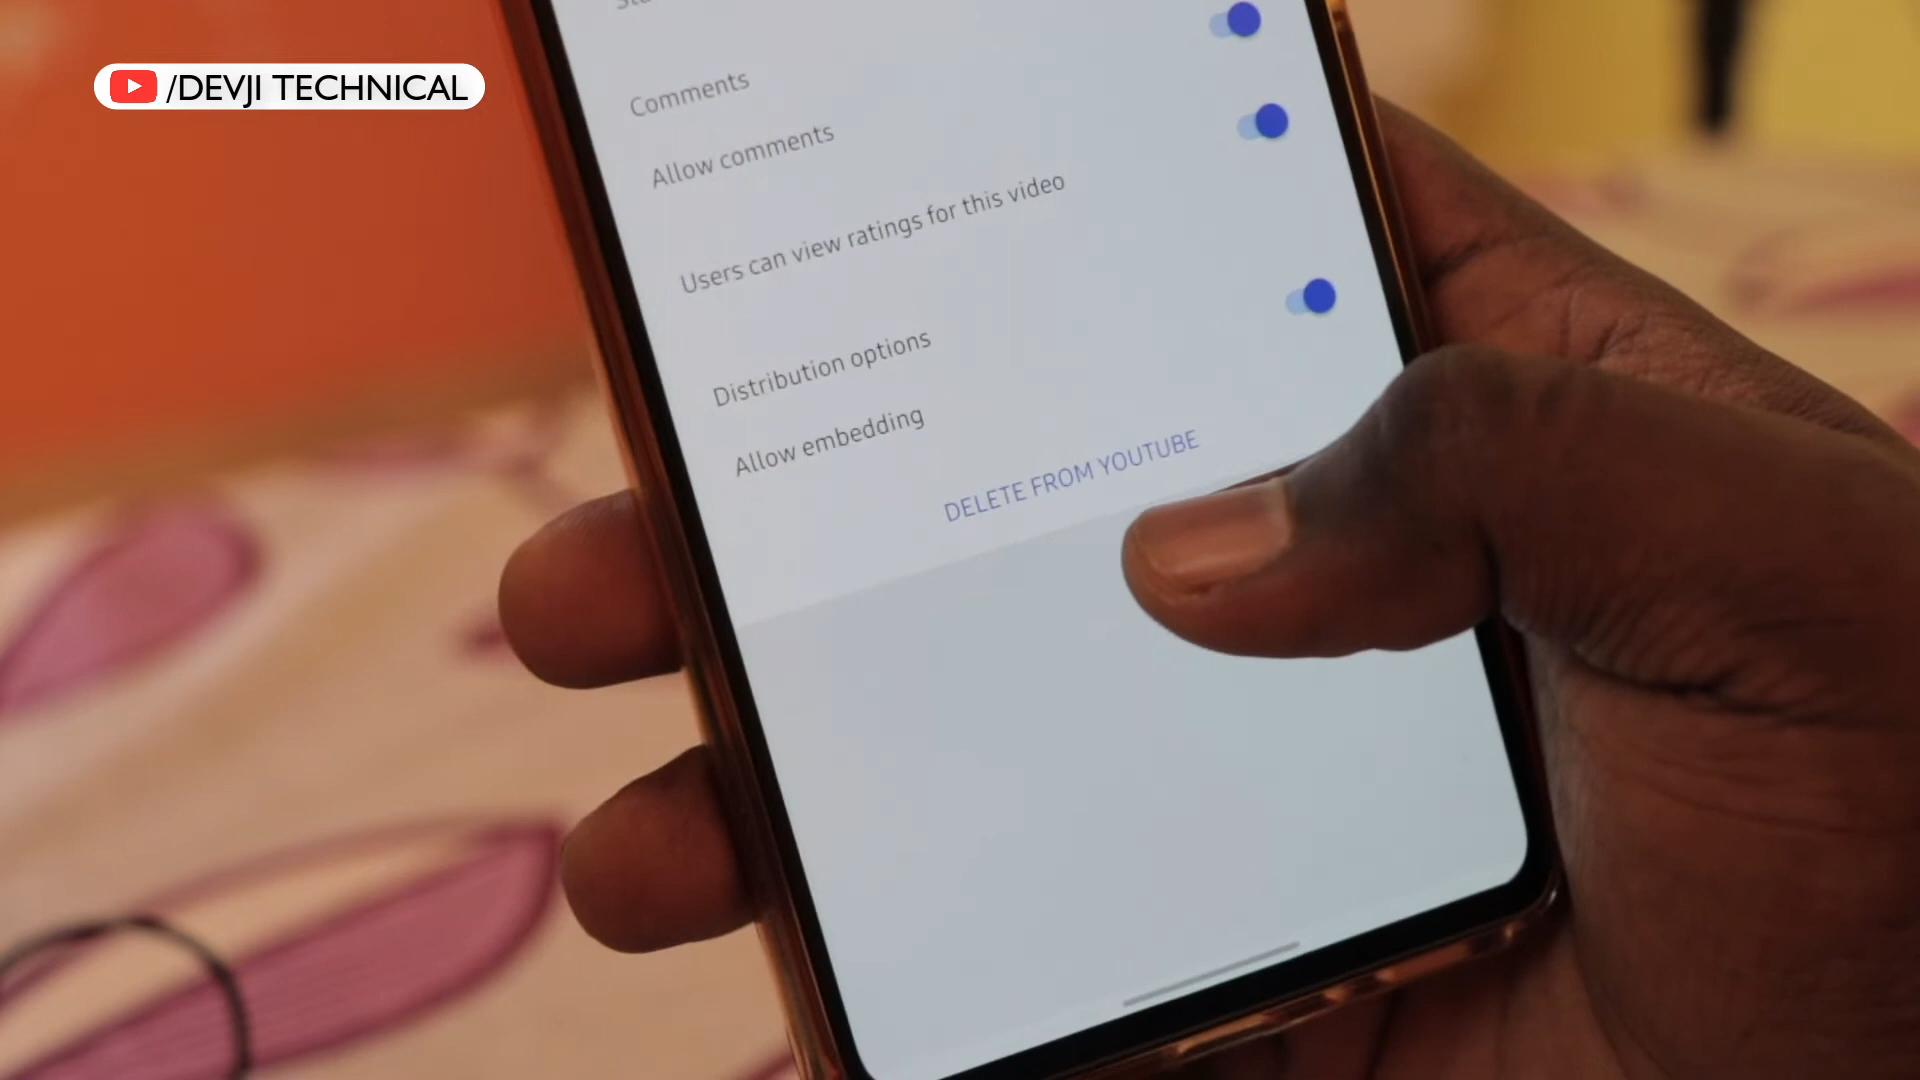 /DEVJI TECHNICAL
Comments
Allow comments
Users can view ratings for this video
Distribution options
Allow embedding
DELETE FROM YOUTUBE